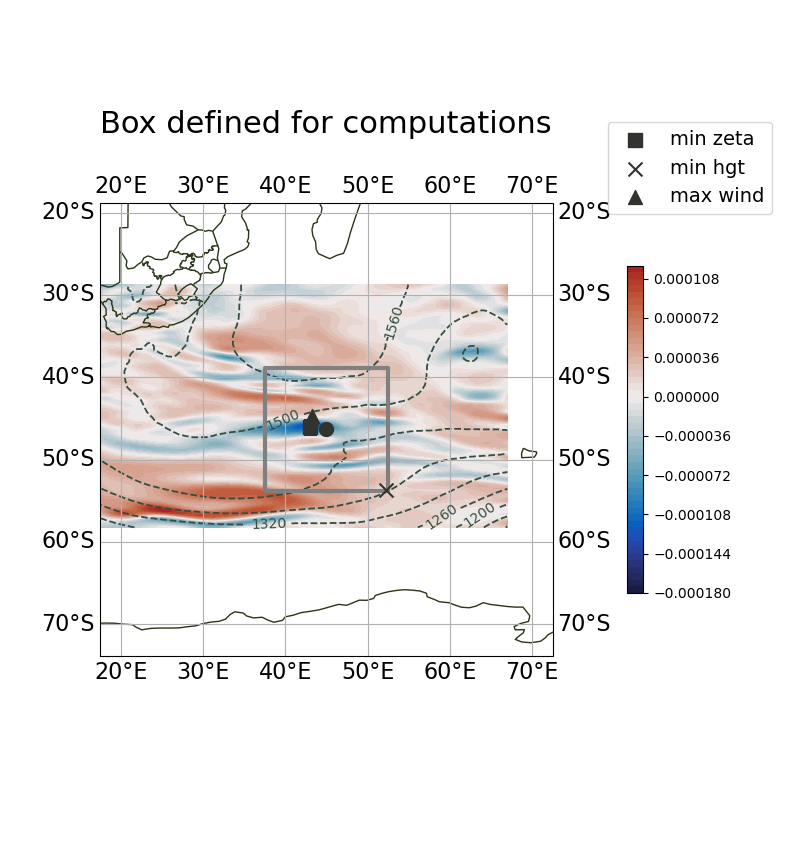 Box defined for computations
min zeta
min hgt
max wind
20°E 30°E 40°E 50°E 60°E 70°E
20°S 20°S
30°S 30°S
40°S 40°S
50°S 50°S
60°S 60°S
70°S 70°S
1560
1500
1320
1260
1200
20°E 30°E 40°E 50°E 60°E 70°E
0.000108
0.000072
0.000036
0.000000
−0.000036
−0.000072
−0.000108
−0.000144
−0.000180